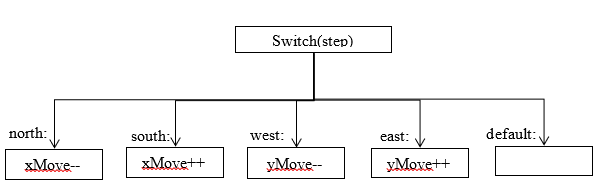 Switch(step)
north:
south:
west:
east:
default:
xMove--
xMove++
yMove--
yMove++